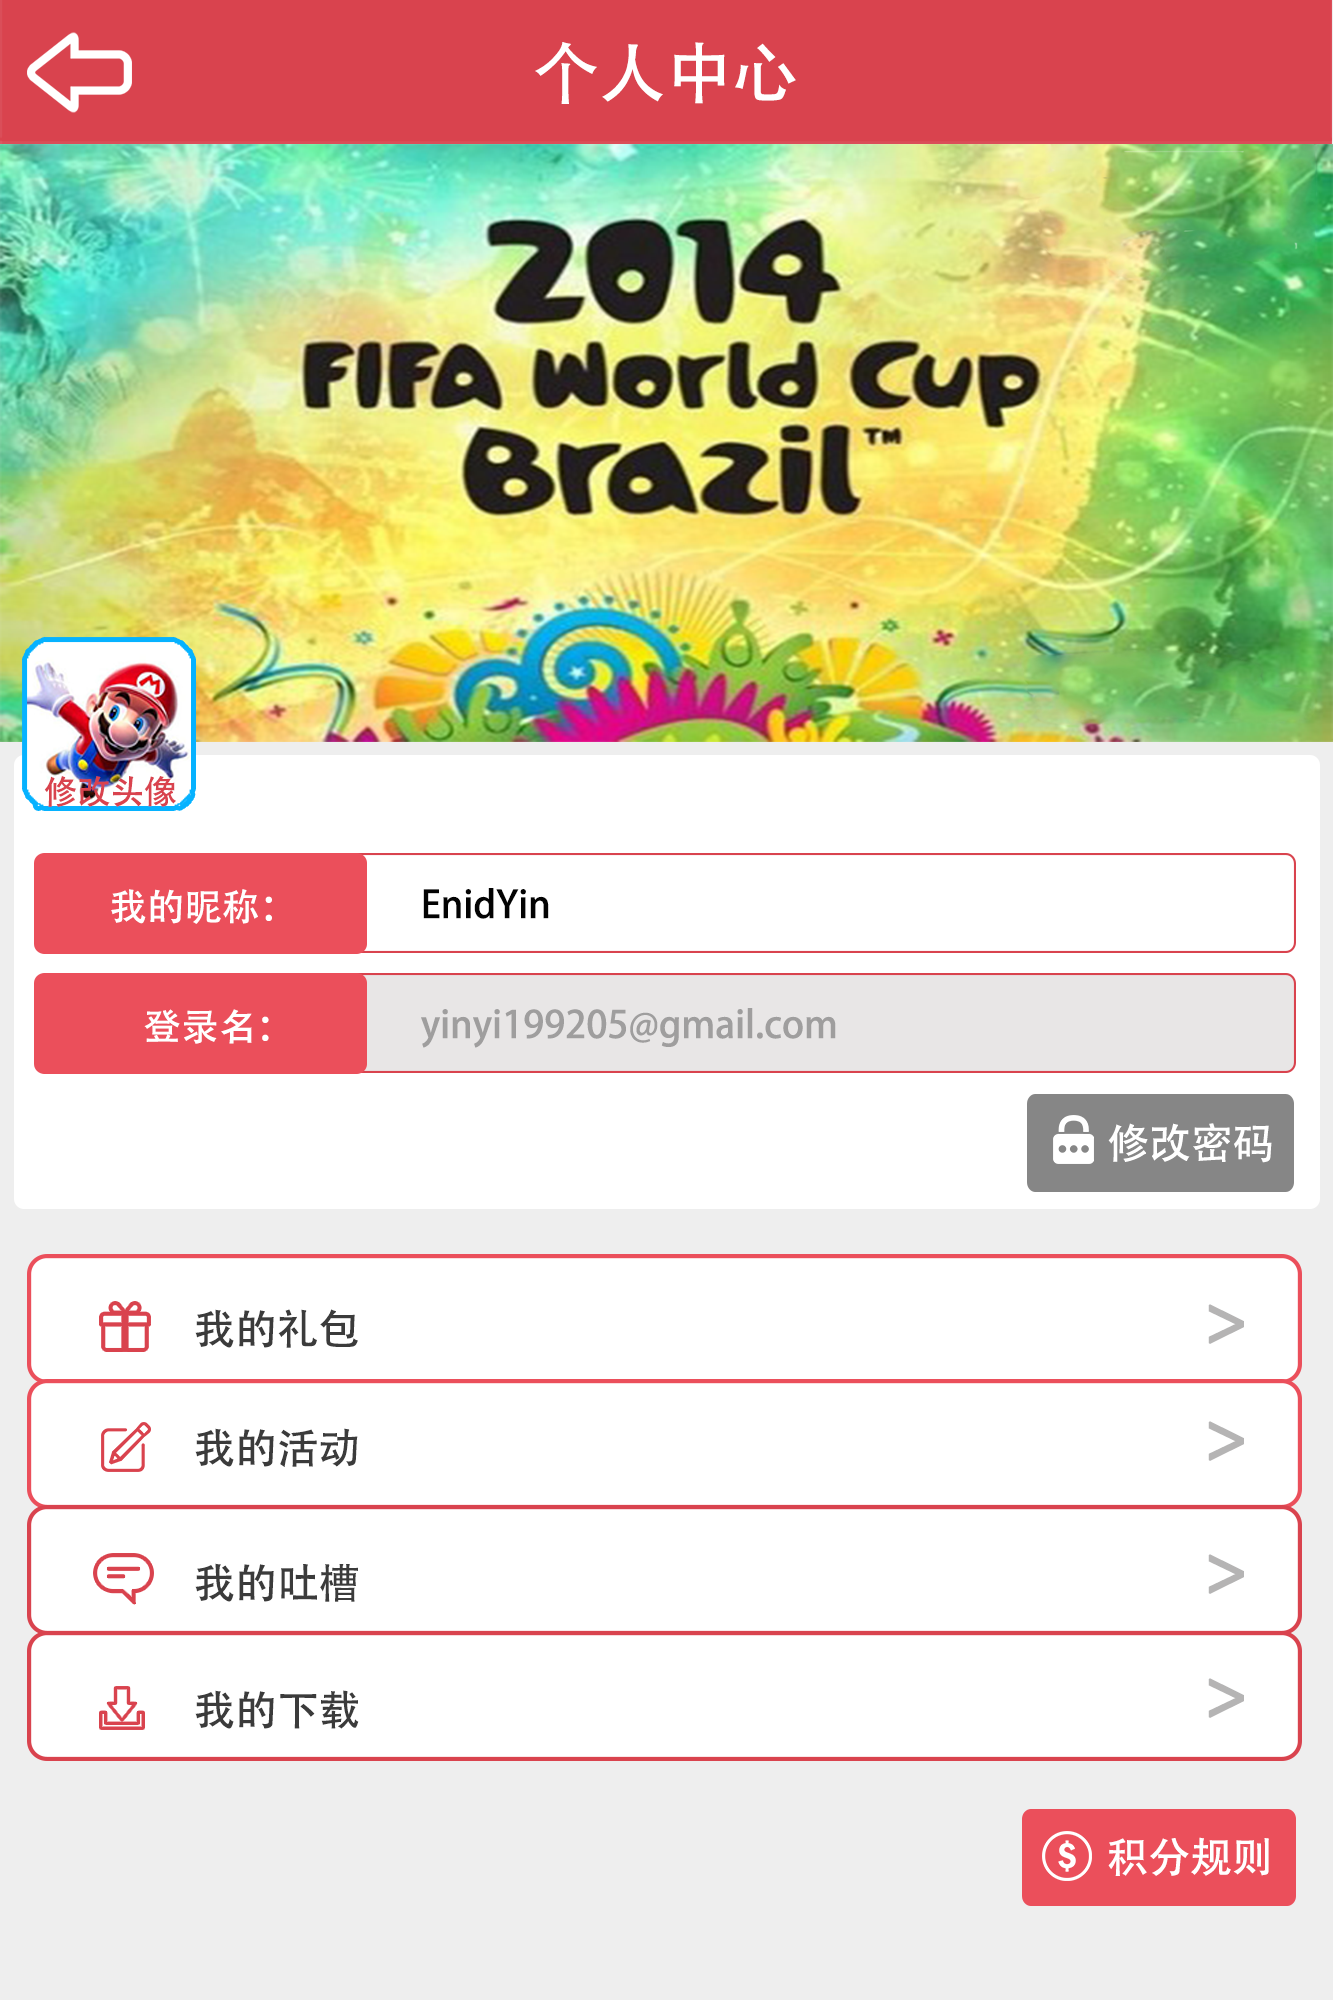 个人中心
2014
FIFA World Cup
Brazil™
修改头像
我的昵称: EnidYin
登录名: yinyi199205@gmail.com
修改密码
我的礼包 >
我的活动 >
我的吐槽 >
我的下载 >
积分规则